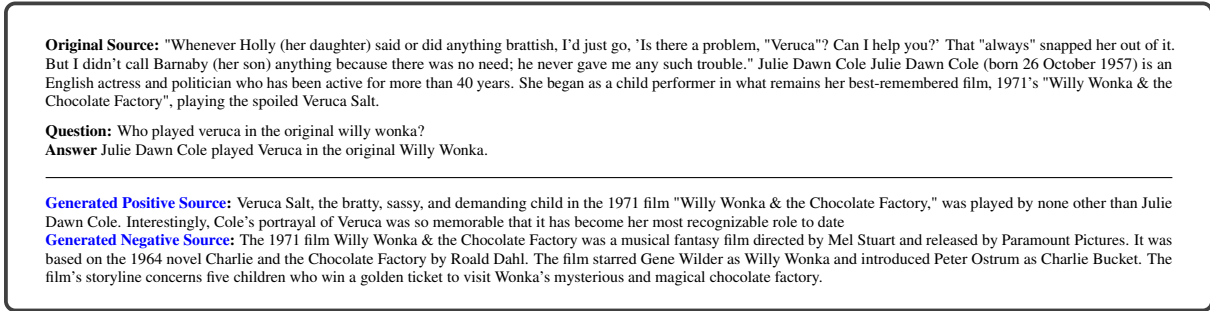 Original Source: "Whenever Holly (her daughter) said or did anything brattish, I'd just go, 'Is there a problem, "Veruca"? Can I help you?' That "always" snapped her out of it.
But I didn't call Barnaby (her son) anything because there was no need; he never gave me any such trouble." Julie Dawn Cole Julie Dawn Cole (born 26 October 1957) is an
English actress and politician who has been active for more than 40 years. She began as a child performer in what remains her best-remembered film, 1971's "Willy Wonka & the
Chocolate Factory", playing the spoiled Veruca Salt.
Question: Who played veruca in the original willy wonka?
Answer Julie Dawn Cole played Veruca in the original Willy Wonka.
Generated Positive Source: Veruca Salt, the bratty, sassy, and demanding child in the 1971 film "Willy Wonka & the Chocolate Factory," was played by none other than Julie
Dawn Cole. Interestingly, Cole's portrayal of Veruca was so memorable that it has become her most recognizable role to date
Generated Negative Source: The 1971 film Willy Wonka & the Chocolate Factory was a musical fantasy film directed by Mel Stuart and released by Paramount Pictures. It was
based on the 1964 novel Charlie and the Chocolate Factory by Roald Dahl. The film starred Gene Wilder as Willy Wonka and introduced Peter Ostrum as Charlie Bucket. The
film's storyline concerns five children who win a golden ticket to visit Wonka's mysterious and magical chocolate factory.